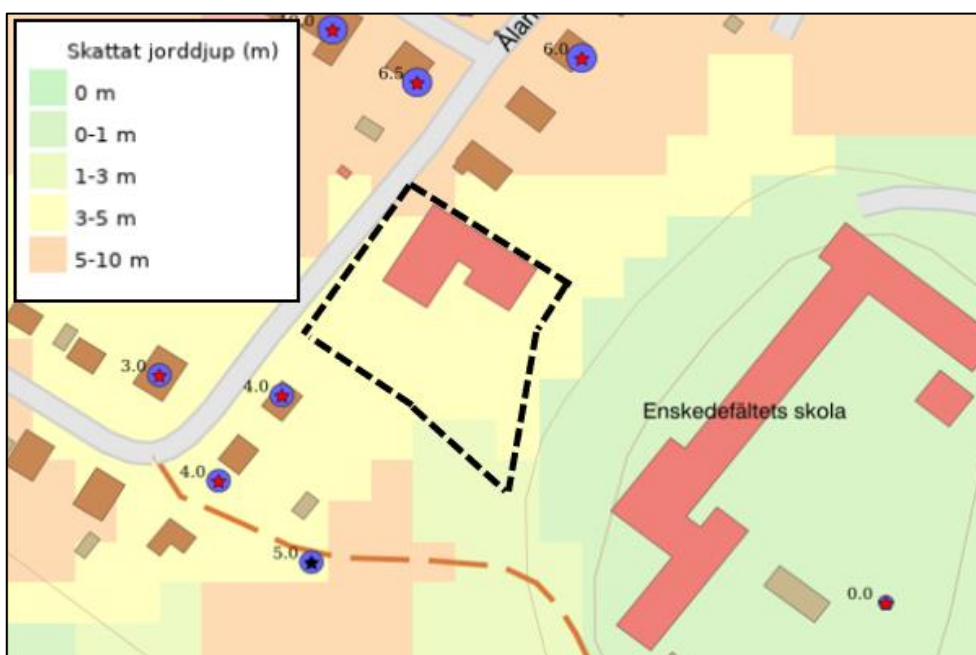 Skattat jorddjup (m)
0 m
0-1 m
1-3 m
3-5 m
5-10 m
6.5
6.0
Ålan
3.0
4.0
4.0
5.0
Enskedefältets skola
0.0